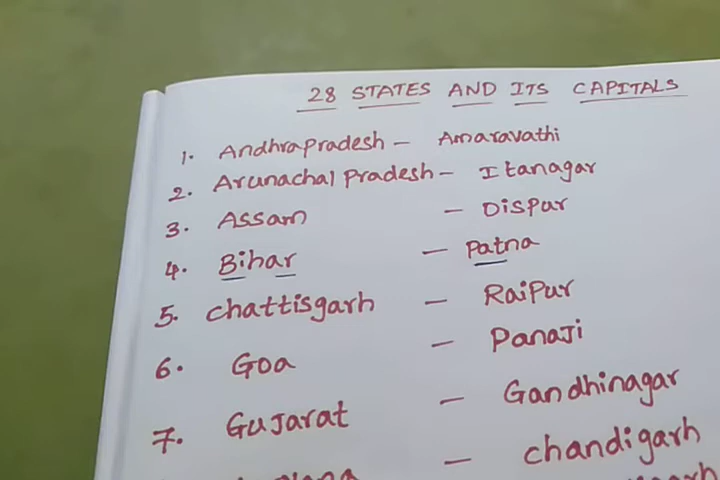 28 STATES AND ITS CAPITALS
1. Andhrapradesh - Amaravathi
2. Arunachal Pradesh - Itanagar
3. Assam - Dispur
4. Bihar - Patna
5. Chattisgarh - Raipur
6. Goa - Panaji
7. Gujarat - Gandhinagar
- chandigarh